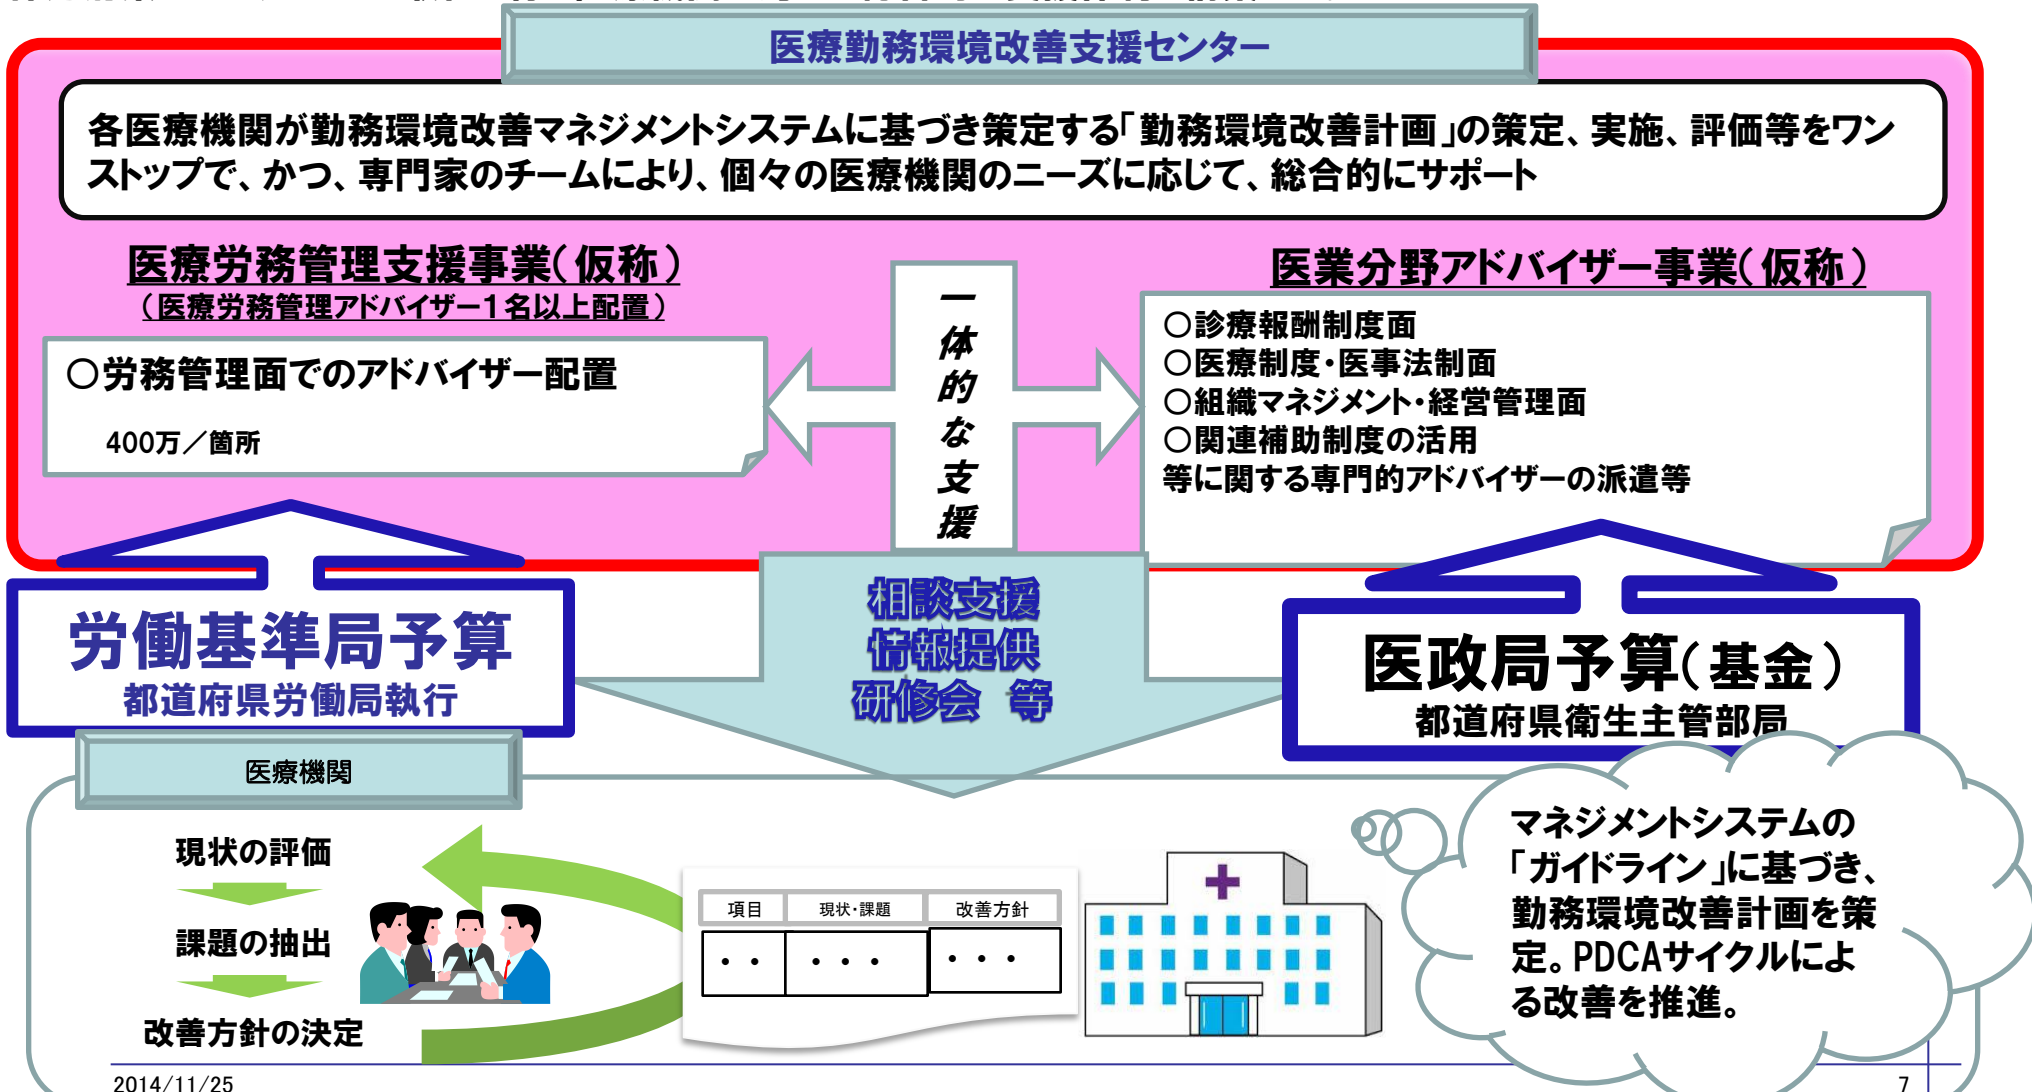 医療勤務環境改善支援センター
各医療機関が勤務環境改善マネジメントシステムに基づき策定する「勤務環境改善計画」の策定、実施、評価等をワン
ストップで、かつ、専門家のチームにより、個々の医療機関のニーズに応じて、総合的にサポート
医療労務管理支援事業(仮称)
(医療労務管理アドバイザー1名以上配置)
○労務管理面でのアドバイザー配置
400万/箇所
一体的な支援
医業分野アドバイザー事業(仮称)
○診療報酬制度面
○医療制度・医事法制面
○組織マネジメント・経営管理面
○関連補助制度の活用
等に関する専門的アドバイザーの派遣等
労働基準局予算
都道府県労働局執行
相談支援
情報提供
研修会 等
医政局予算(基金)
都道府県衛生主管部局
医療機関
現状の評価
課題の抽出
改善方針の決定
項目 現状・課題 改善方針
・・ ・・・ ・・・
マネジメントシステムの
「ガイドライン」に基づき、
勤務環境改善計画を策
定。PDCAサイクルによ
る改善を推進。
2014/11/25
7